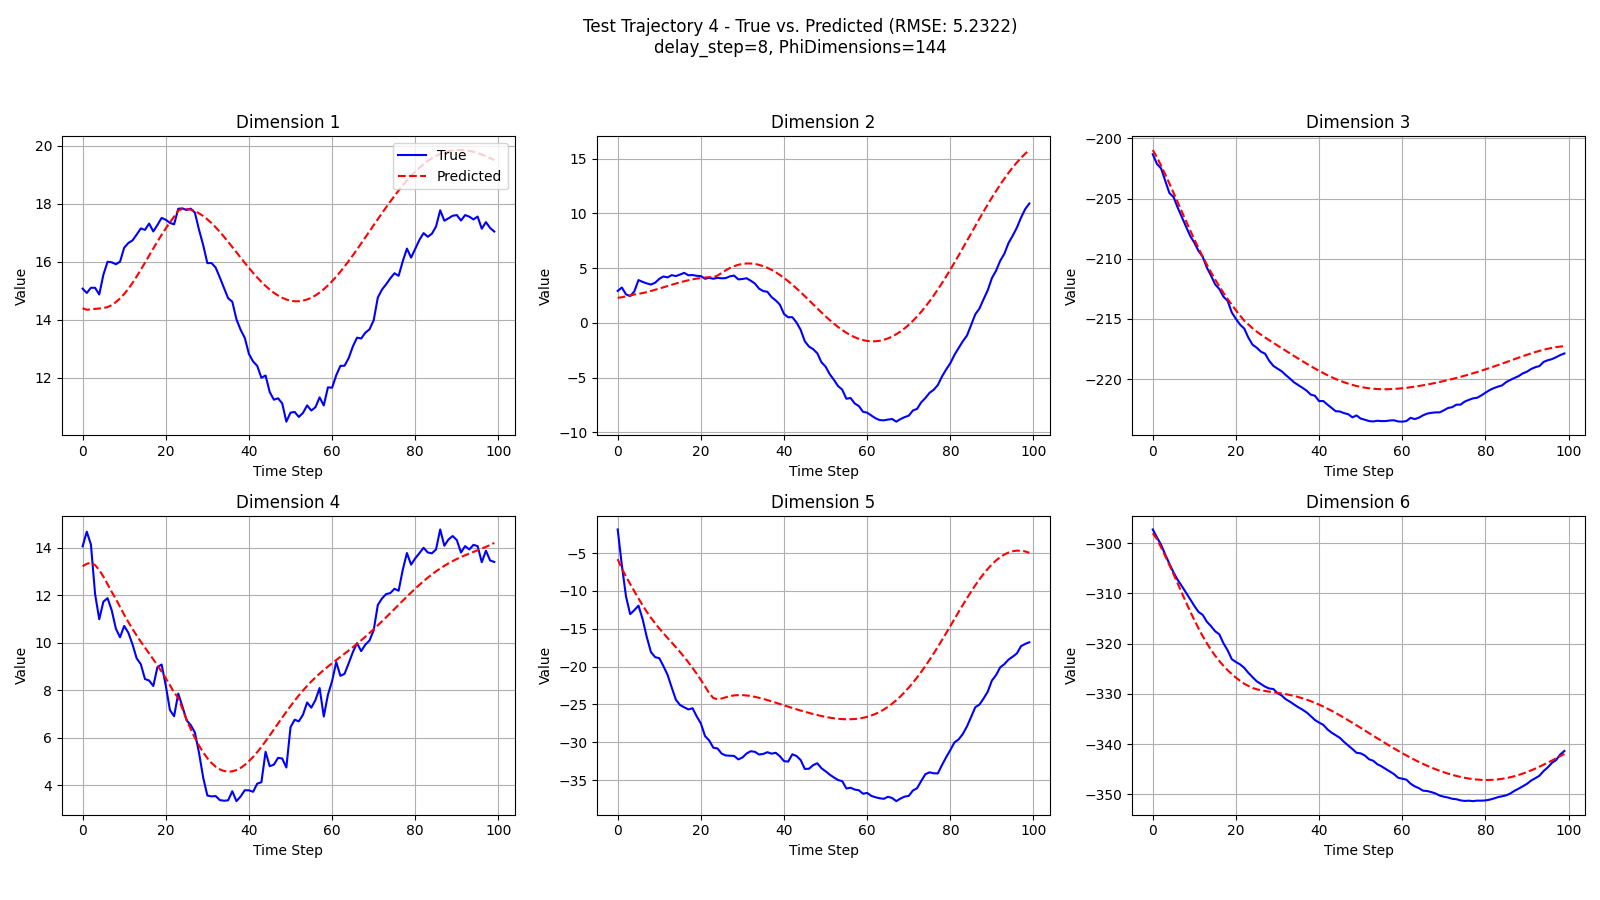 Test Trajectory 4 - True vs. Predicted (RMSE: 5.2322)
delay_step=8, PhiDimensions=144
Dimension 1
20
18
16
14
12
Value
0 20 40 60 80 100
Time Step
True
Predicted
Dimension 2
15
10
5
0
−5
−10
Value
0 20 40 60 80 100
Time Step
Dimension 3
−200
−205
−210
−215
−220
Value
0 20 40 60 80 100
Time Step
Dimension 4
14
12
10
8
6
4
Value
0 20 40 60 80 100
Time Step
Dimension 5
−5
−10
−15
−20
−25
−30
−35
Value
0 20 40 60 80 100
Time Step
Dimension 6
−300
−310
−320
−330
−340
−350
Value
0 20 40 60 80 100
Time Step